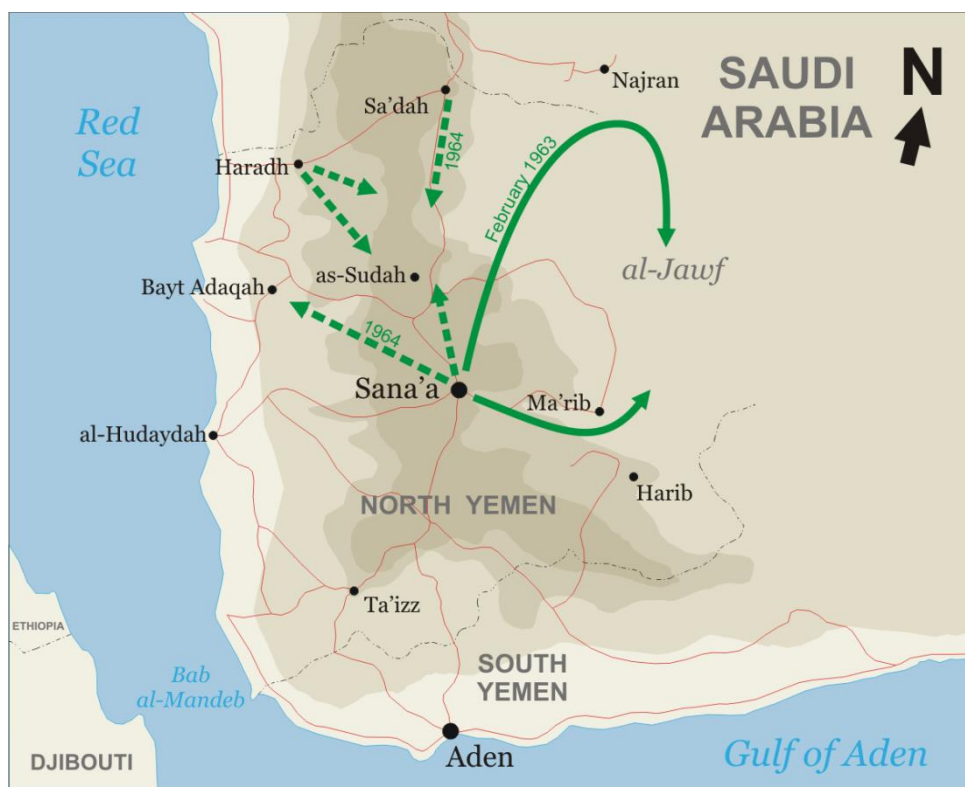 SAUDI
ARABIA
N
Najran
Red
Sea
Sa'dah
1964
Haradh
February 1963
al-Jawf
as-Sudah
Bayt Adaqah
1964
Sana'a
Ma'rib
al-Hudaydah
Harib
NORTH YEMEN
Ta'izz
ETHIOPIA
SOUTH
YEMEN
Bab
al-Mandeb
Aden
Gulf of Aden
DJIBOUTI